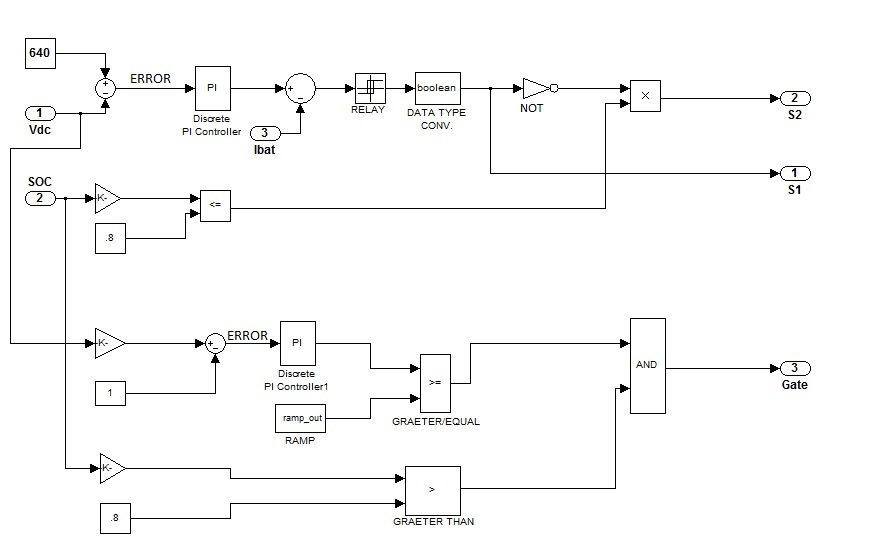 640
ERROR
PI
Discrete
PI Controller
1
Vdc
3
Ibat
RELAY
boolean
DATA TYPE
CONV.
NOT
×
2
S2
1
S1
SOC
2
K-
<=
.8
K-
ERROR
PI
Discrete
PI Controller1
1
ramp_out
RAMP
>=
GRAETER/EQUAL
AND
3
Gate
K-
>
GRAETER THAN
.8